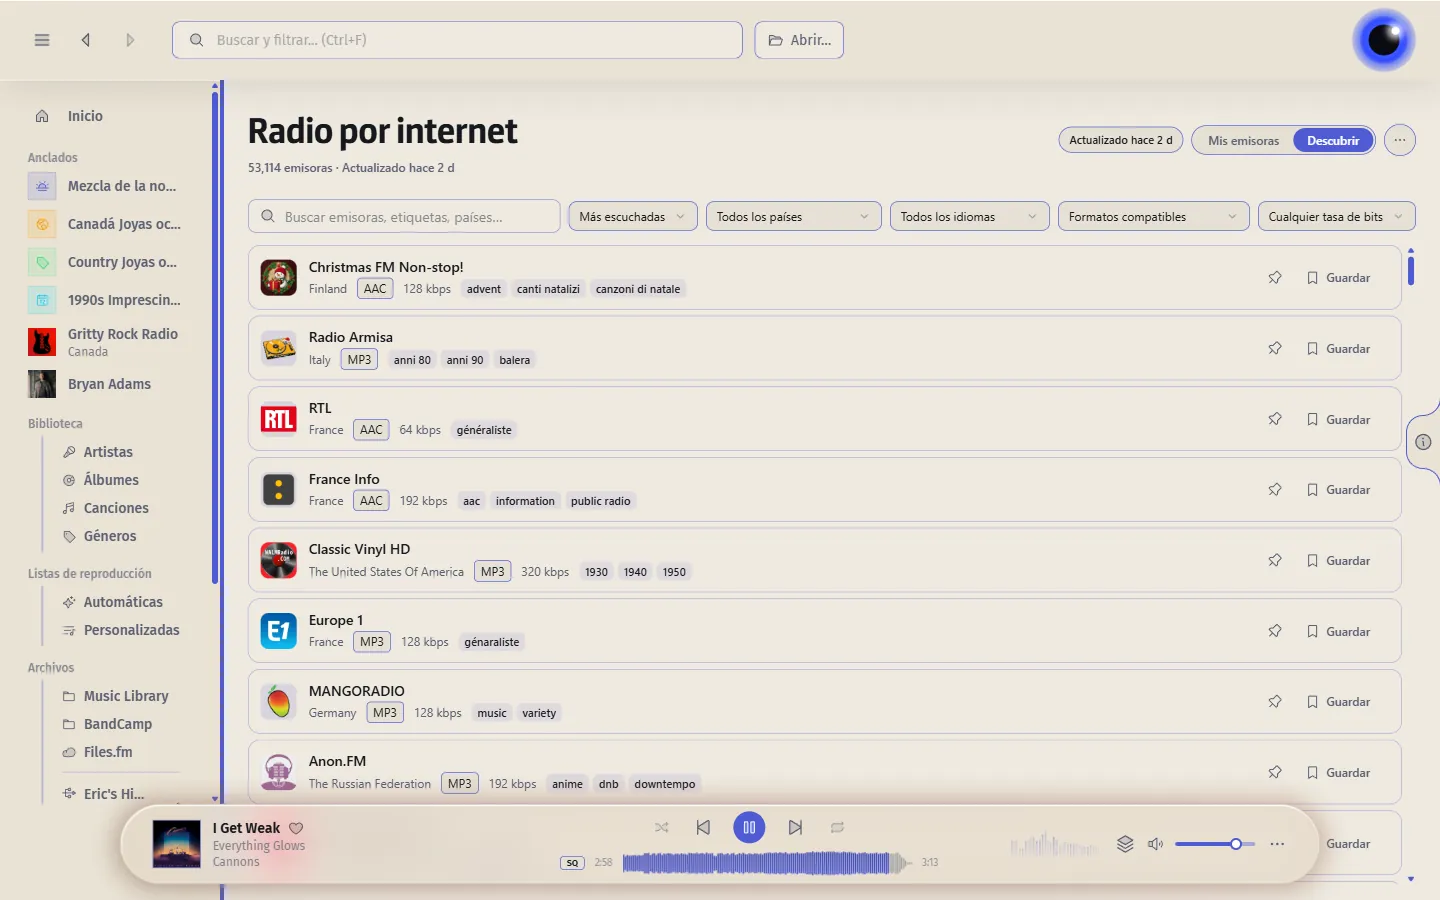 Buscar y filtrar... (Ctrl+F)
Abrir...
Inicio
Anclados
Mezcla de la no...
Canadá Joyas oc...
Country Joyas o...
1990s Imprescin...
Gritty Rock Radio
Canada
Bryan Adams
Biblioteca
Artistas
Álbumes
Canciones
Géneros
Listas de reproducción
Automáticas
Personalizadas
Archivos
Music Library
BandCamp
Files.fm
Eric's Hi...
Radio por internet
53,114 emisoras · Actualizado hace 2 d
Actualizado hace 2 d
Mis emisoras
Descubrir
Buscar emisoras, etiquetas, países...
Más escuchadas
Todos los países
Todos los idiomas
Formatos compatibles
Cualquier tasa de bits
Christmas FM Non-stop!
Finland AAC 128 kbps advent canti natalizi canzoni di natale
Guardar
Radio Armisa
Italy MP3 anni 80 anni 90 balera
Guardar
RTL
RTL
France AAC 64 kbps généraliste
Guardar
France Info
France AAC 192 kbps aac information public radio
Guardar
Classic Vinyl HD
The United States Of America MP3 320 kbps 1930 1940 1950
Guardar
E1
Europe 1
France MP3 128 kbps génaraliste
Guardar
MANGORADIO
Germany MP3 128 kbps music variety
Guardar
Anon.FM
The Russian Federation MP3 192 kbps anime dnb downtempo
Guardar
Guardar
I Get Weak
Everything Glows
Cannons
SQ 2:58
3:13